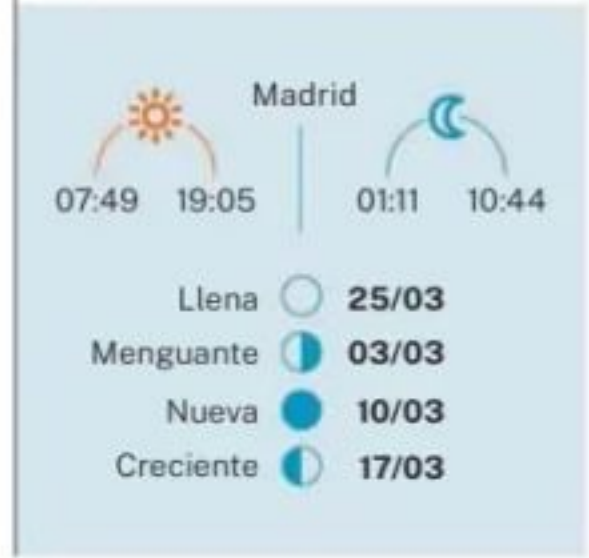 Madrid
07:49 19:05 01:11 10:44
Llena 25/03
Menguante 03/03
Nueva 10/03
Creciente 17/03